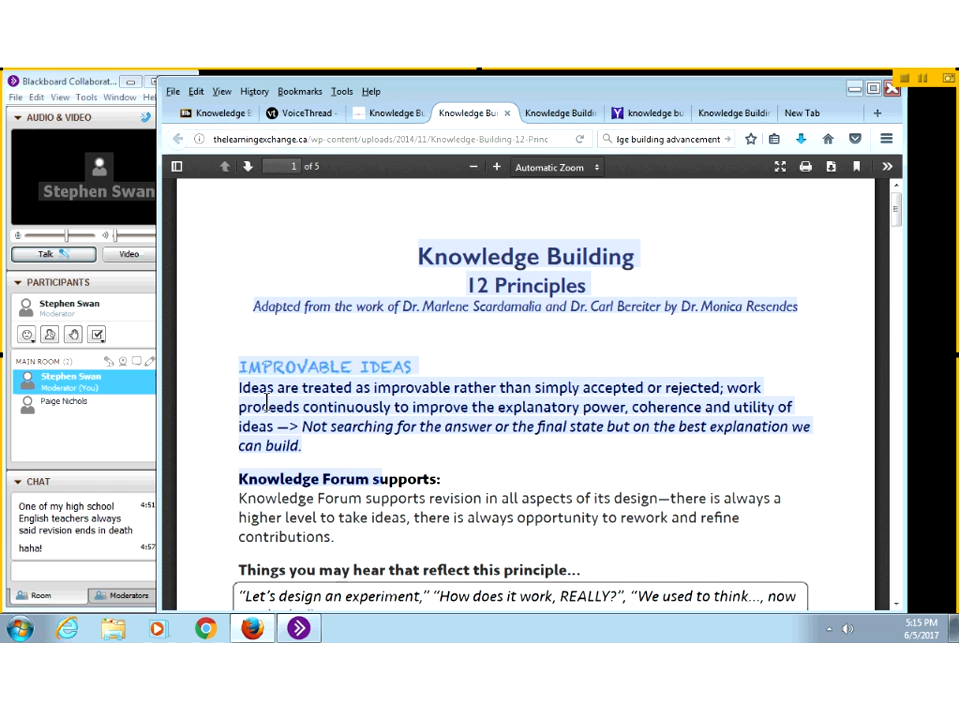 Blackboard Collaborat...
File Edit View Tools Window Hel
AUDIO & VIDEO
Stephen Swan
Talk
Video
PARTICIPANTS
Stephen Swan
Moderator
MAIN ROOM (2)
Stephen Swan
Moderator (You)
Paige Nichols
CHAT
One of my high school 4:51
English teachers always
said revision ends in death
haha! 4:57
Room
Moderators
File Edit View History Bookmarks Tools Help
Knoweledge B
VoiceThread -
Knowledge Bu
Knowledge Bu
Knowledge Buildin
knowledge bu
Knowledge Buildin
New Tab
thelearningexchange.ca/wp-content/uploads/2014/11/Knowledge-Building-12-Princ
lge building advancement
1 of 5
Automatic Zoom
Knowledge Building
12 Principles
Adapted from the work of Dr. Marlene Scardamalia and Dr. Carl Bereiter by Dr. Monica Resendes
IMPROVABLE IDEAS
Ideas are treated as improvable rather than simply accepted or rejected; work
proceeds continuously to improve the explanatory power, coherence and utility of
ideas —> Not searching for the answer or the final state but on the best explanation we
can build.
Knowledge Forum supports:
Knowledge Forum supports revision in all aspects of its design—there is always a
higher level to take ideas, there is always opportunity to rework and refine
contributions.
Things you may hear that reflect this principle...
“Let’s design an experiment,” “How does it work, REALLY?”, “We used to think..., now
5:15 PM
6/5/2017